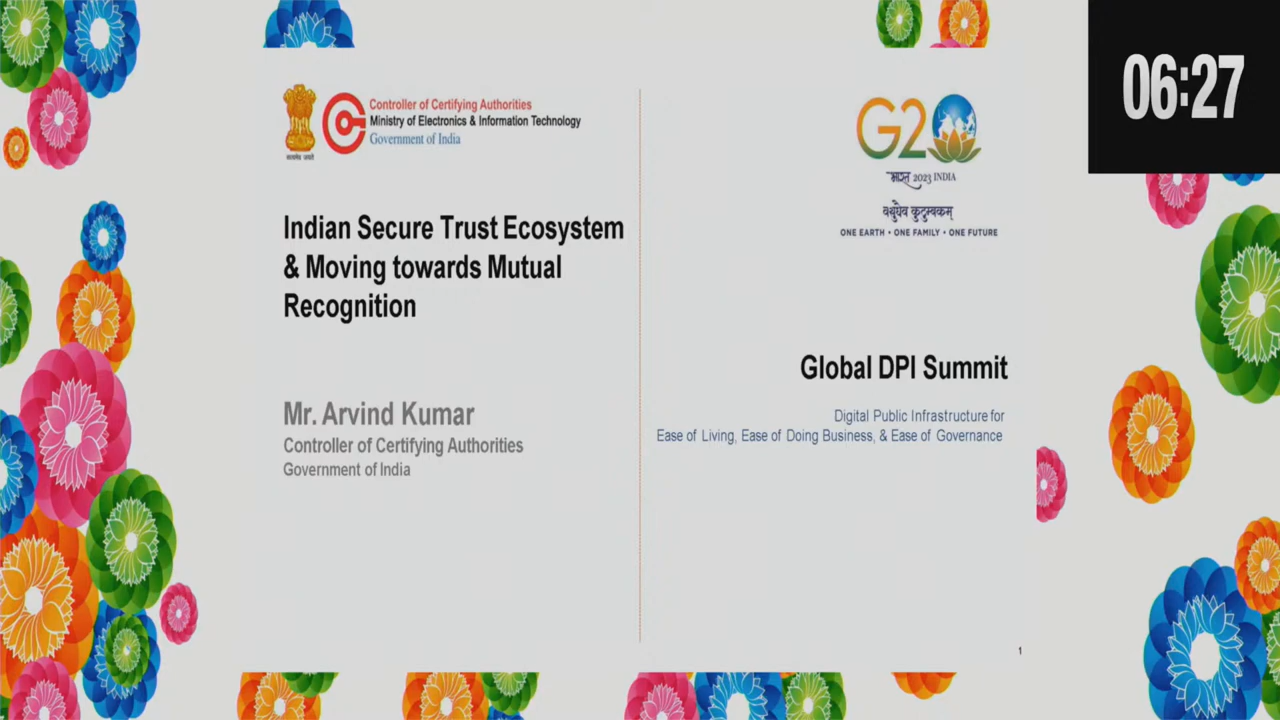 Controller of Certifying Authorities
Ministry of Electronics & Information Technology
Government of India
सत्यमेव जयते
Indian Secure Trust Ecosystem
& Moving towards Mutual
Recognition
Mr. Arvind Kumar
Controller of Certifying Authorities
Government of India
G20
भारत 2023 INDIA
वसुधैव कुटुम्बकम्
ONE EARTH • ONE FAMILY • ONE FUTURE
Global DPI Summit
Digital Public Infrastructure for
Ease of Living, Ease of Doing Business, & Ease of Governance
1
06:27